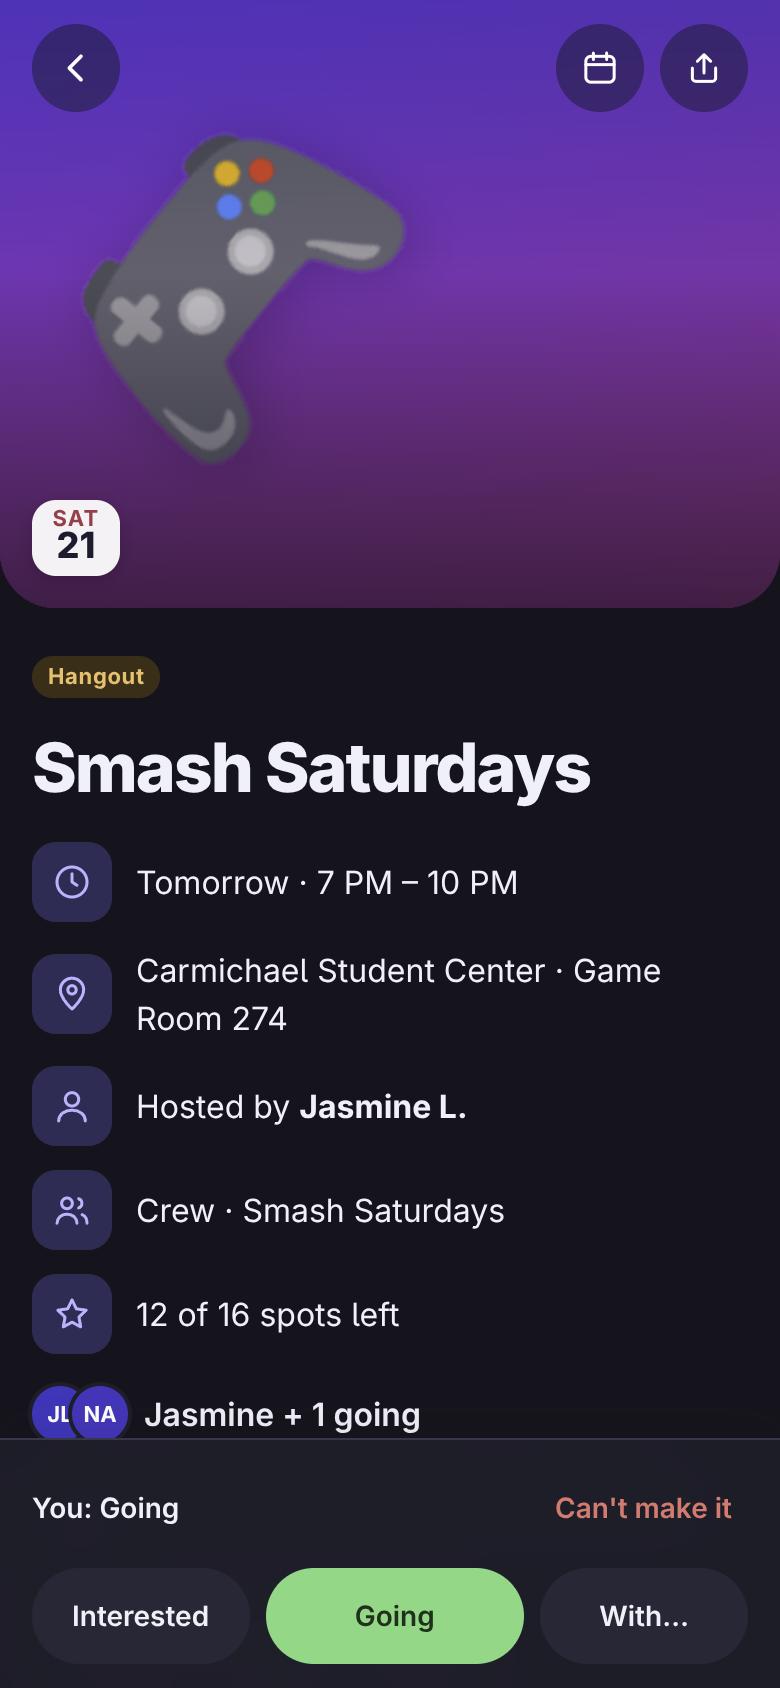 SAT
21
Hangout
Smash Saturdays
Tomorrow · 7 PM – 10 PM
Carmichael Student Center · Game
Room 274
Hosted by Jasmine L.
Crew · Smash Saturdays
12 of 16 spots left
JL NA Jasmine + 1 going
You: Going Can't make it
Interested Going With...